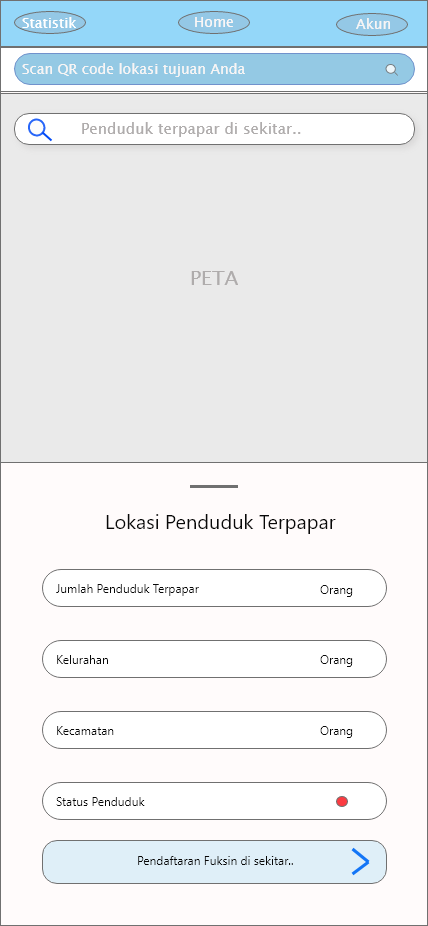 Statistik
Home
Akun
Scan QR code lokasi tujuan Anda
Penduduk terpapar di sekitar..
PETA
Lokasi Penduduk Terpapar
Jumlah Penduduk Terpapar Orang
Kelurahan Orang
Kecamatan Orang
Status Penduduk
Pendaftaran Fuksin di sekitar..